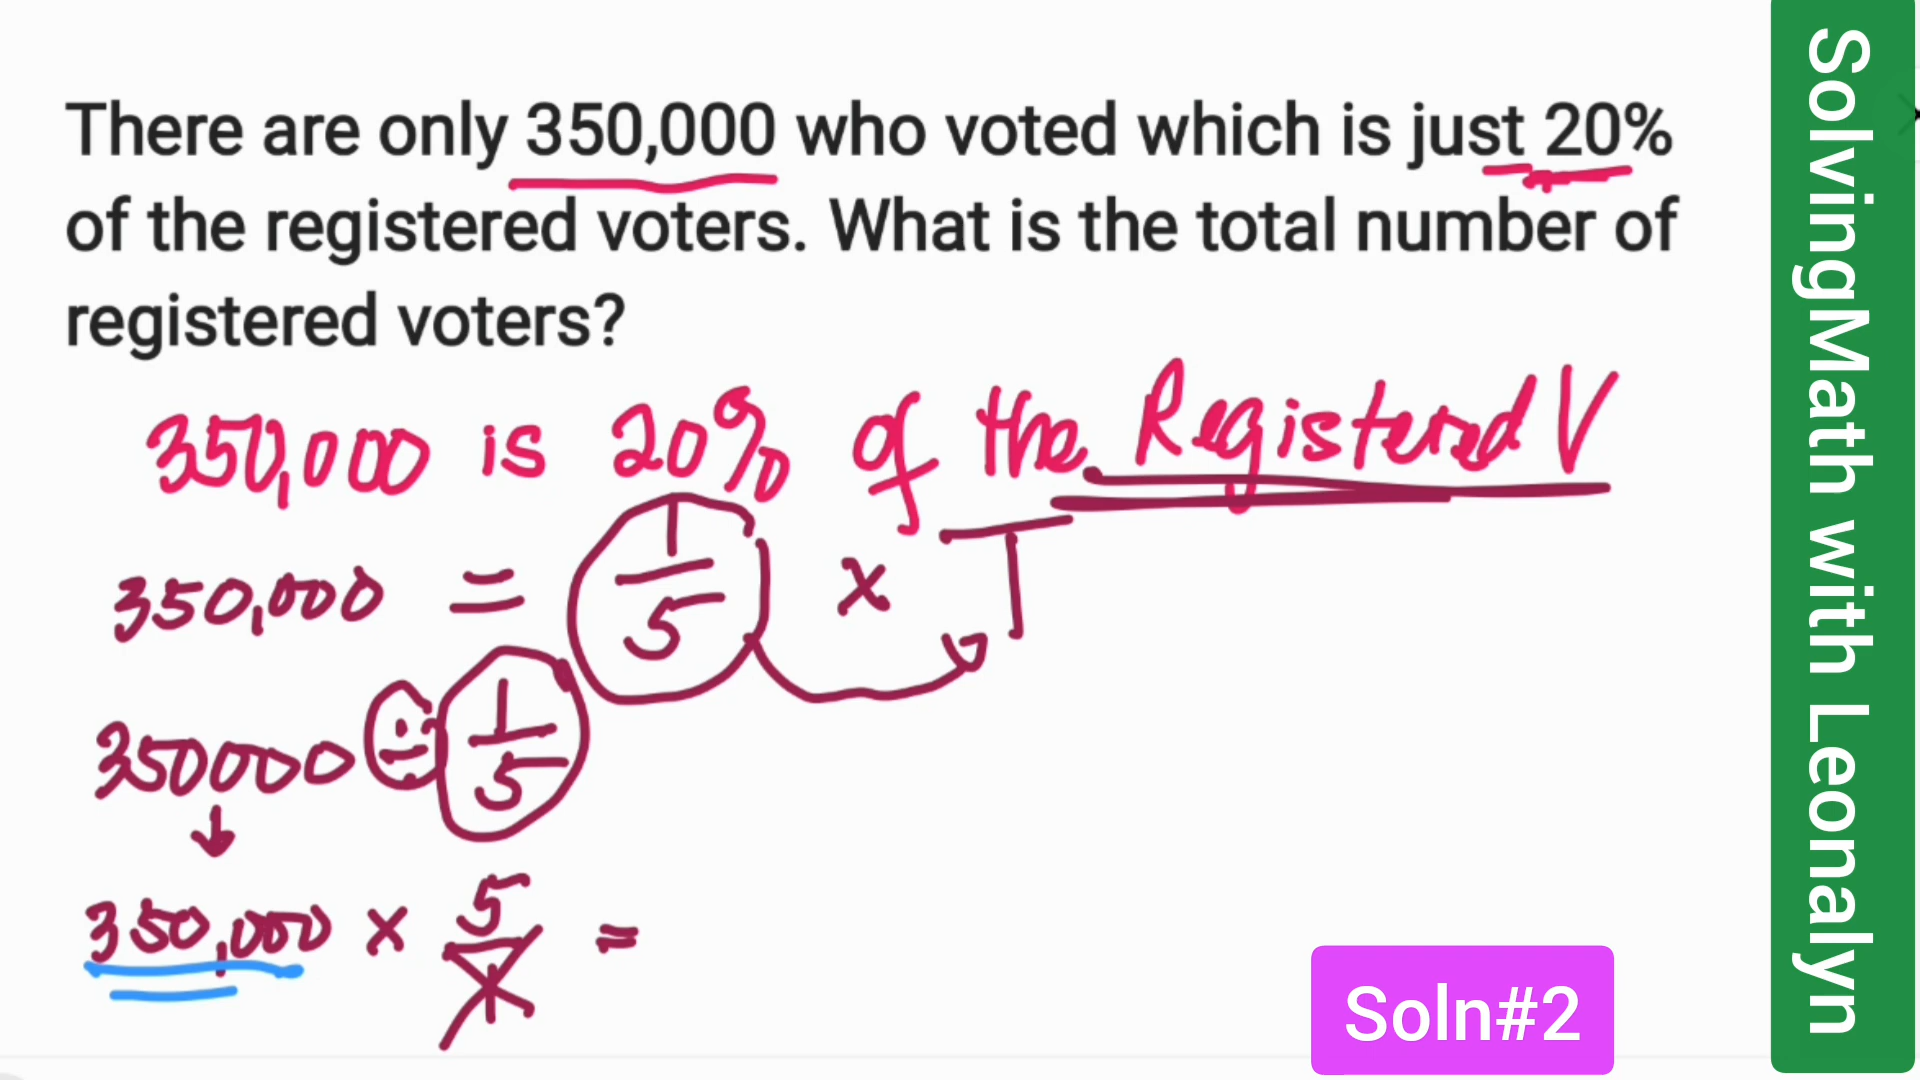 There are only 350,000 who voted which is just 20%
of the registered voters. What is the total number of
registered voters?
350,000 is 20% of the Registered V
350,000 = 1/5 x T
350000 ÷ 1/5
350,000 x 5/1 =
Soln#2
SolvingMath with Leonalyn